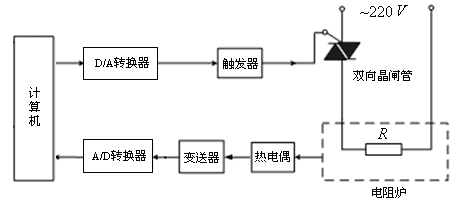 ~220V
D/A转换器
触发器
双向晶闸管
计算机
R
A/D转换器
变送器
热电偶
电阻炉